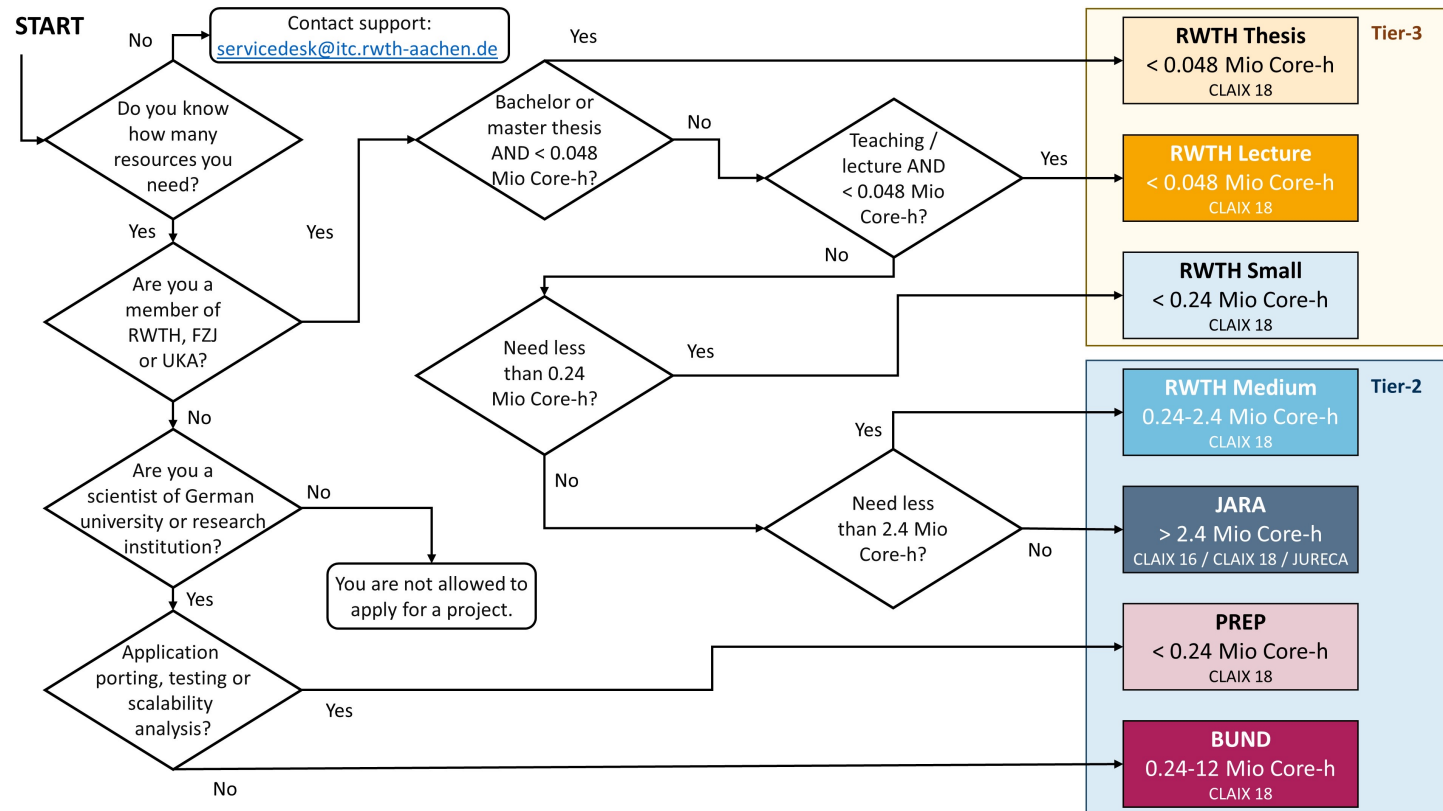 START
No
Contact support:
servicedesk@itc.rwth-aachen.de
Do you know
how many
resources you
need?
Yes
Are you a
member of
RWTH, FZJ
or UKA?
Yes
No
Are you a
scientist of German
university or research
institution?
No
You are not allowed to
apply for a project.
Yes
Application
porting, testing or
scalability
analysis?
Yes
No
Bachelor or
master thesis
AND < 0.048
Mio Core-h?
Yes
No
Teaching /
lecture AND
< 0.048 Mio
Core-h?
Yes
No
Need less
than 0.24
Mio Core-h?
Yes
No
Need less
than 2.4 Mio
Core-h?
Yes
No
Tier-3
RWTH Thesis
< 0.048 Mio Core-h
CLAIX 18
RWTH Lecture
< 0.048 Mio Core-h
CLAIX 18
RWTH Small
< 0.24 Mio Core-h
CLAIX 18
Tier-2
RWTH Medium
0.24-2.4 Mio Core-h
CLAIX 18
JARA
> 2.4 Mio Core-h
CLAIX 16 / CLAIX 18 / JURECA
PREP
< 0.24 Mio Core-h
CLAIX 18
BUND
0.24-12 Mio Core-h
CLAIX 18